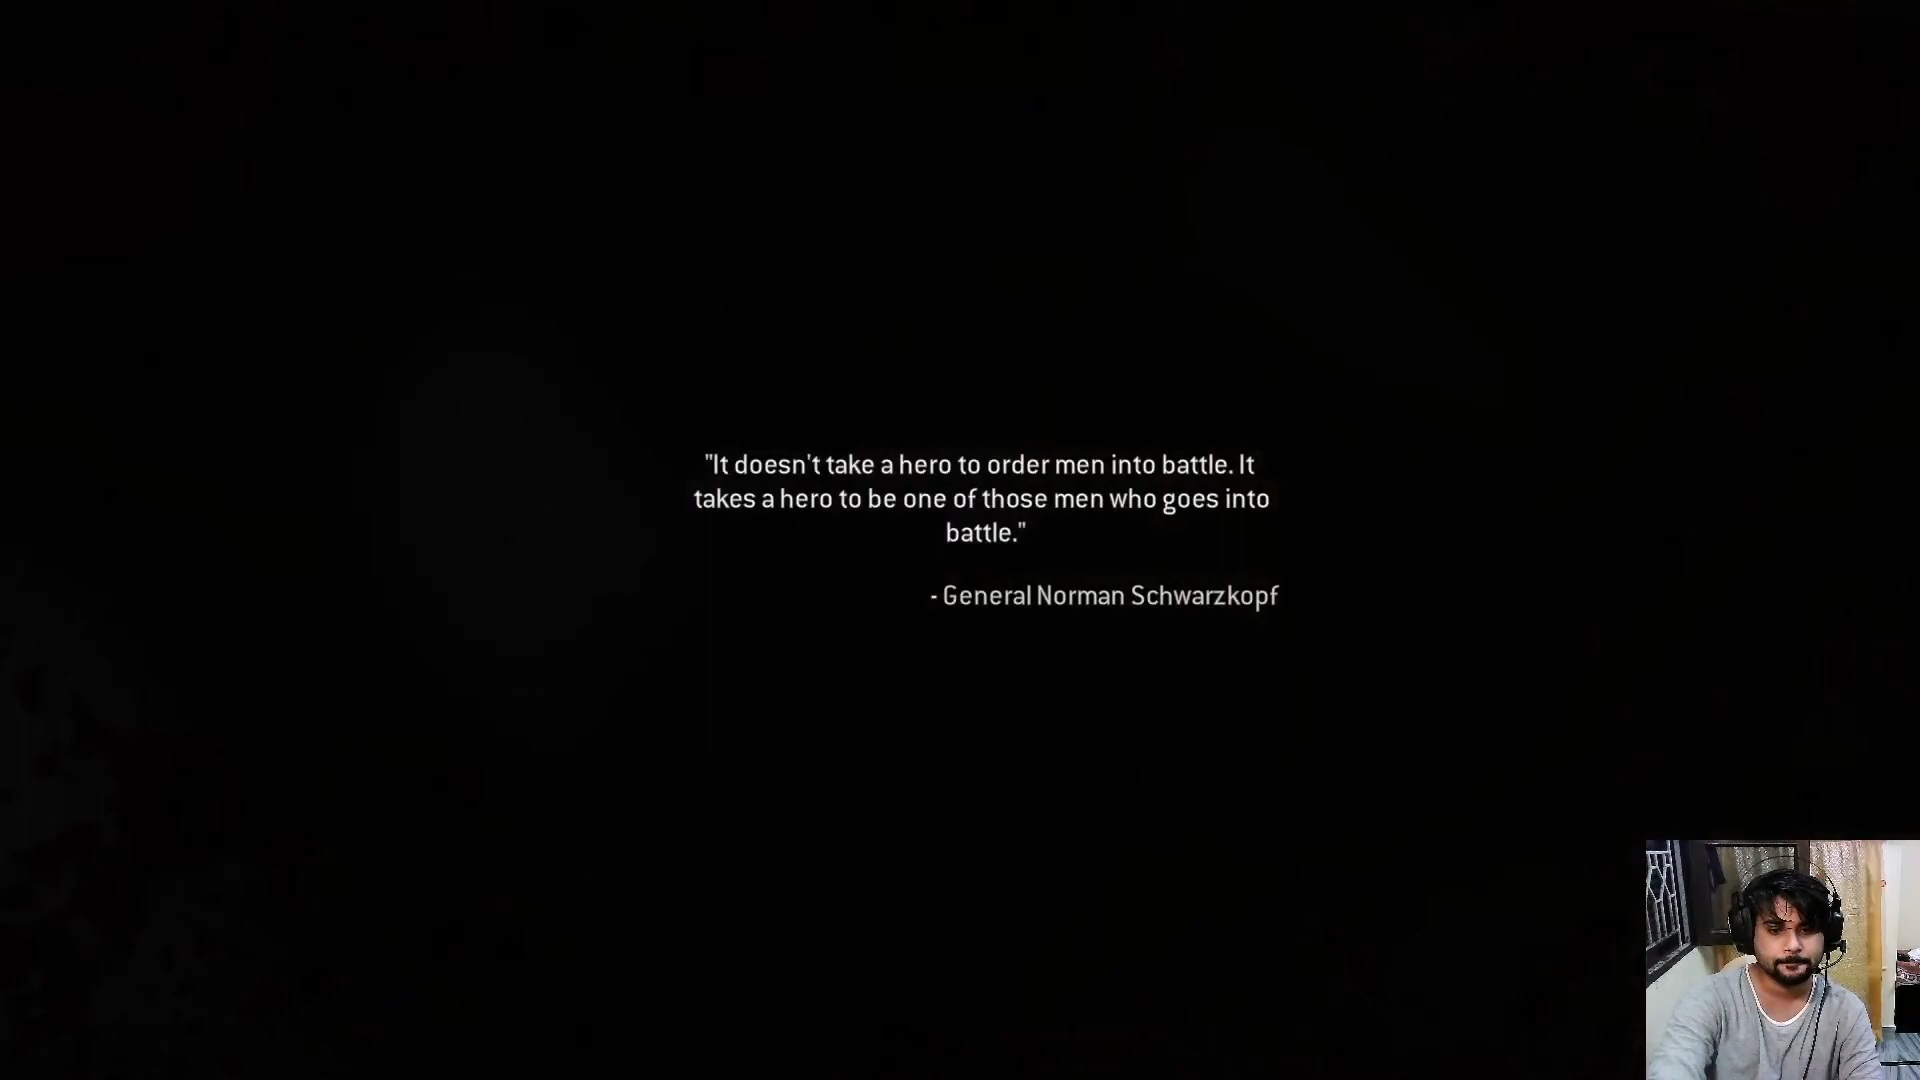 "It doesn't take a hero to order men into battle. It
takes a hero to be one of those men who goes into
battle."
- General Norman Schwarzkopf